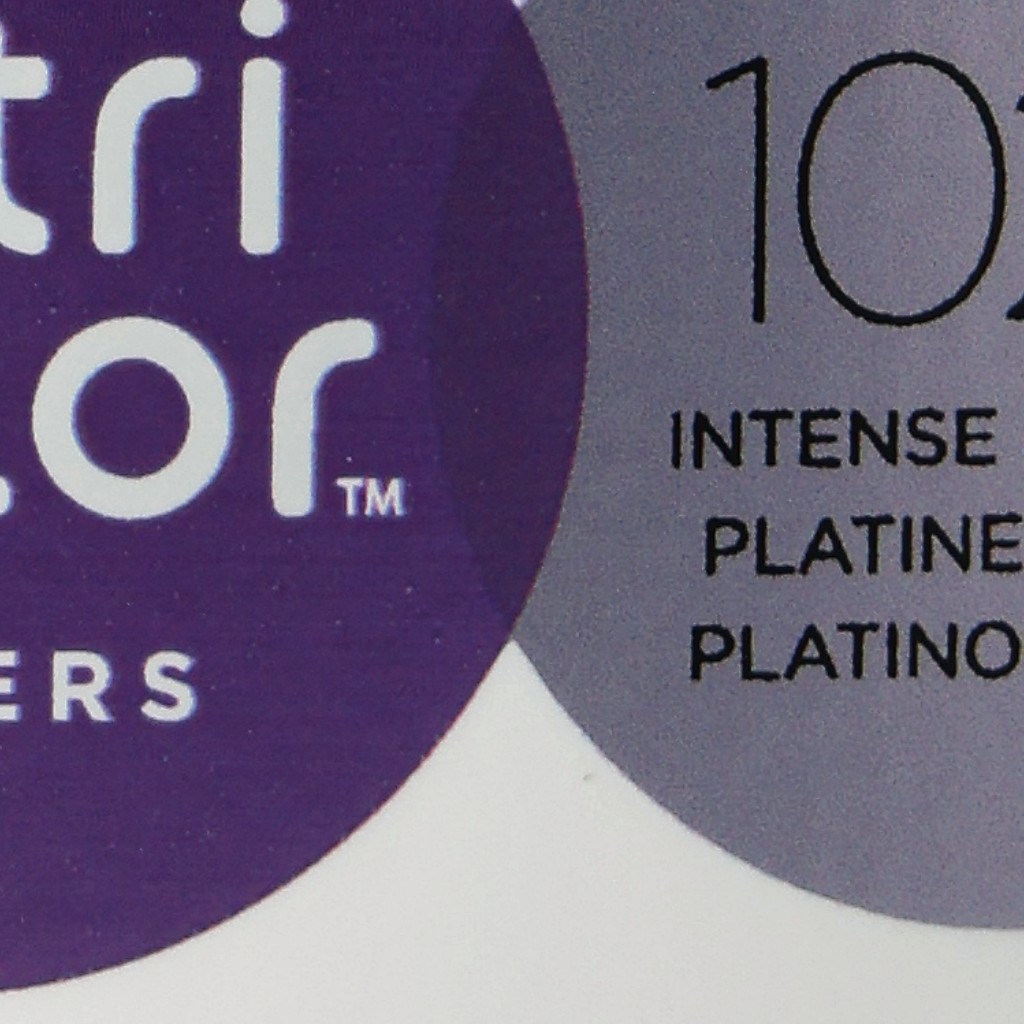 tri
or™
ERS
10
INTENSE
PLATINE
PLATINO